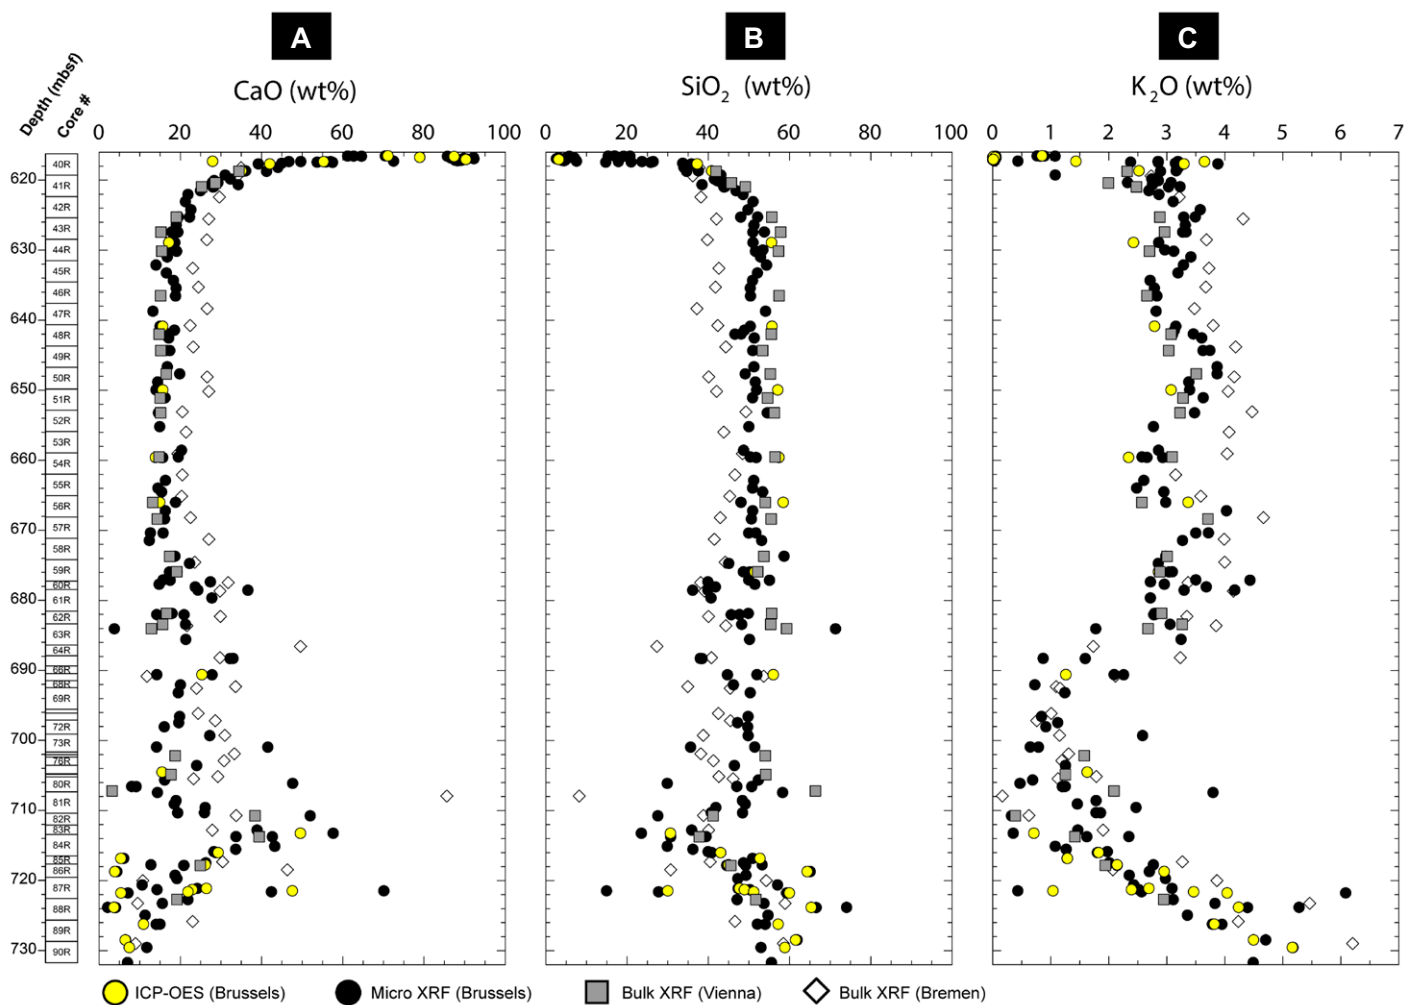 A B C
CaO (wt%) SiO2 (wt%) K2O (wt%)
Depth (mbsf)
Core #
0 20 40 60 80 100 0 20 40 60 80 100 0 1 2 3 4 5 6 7
40R
620
41R
42R
43R
630
44R
45R
46R
47R
640
48R
49R
50R
650
51R
52R
53R
660
54R
55R
56R
670
57R
58R
59R
60R
680
61R
62R
63R
64R
690
66R
68R
69R
72R
700
73R
76R
80R
710
81R
82R
83R
84R
85R
86R
720
87R
88R
89R
730
90R
ICP-OES (Brussels) Micro XRF (Brussels) Bulk XRF (Vienna) Bulk XRF (Bremen)